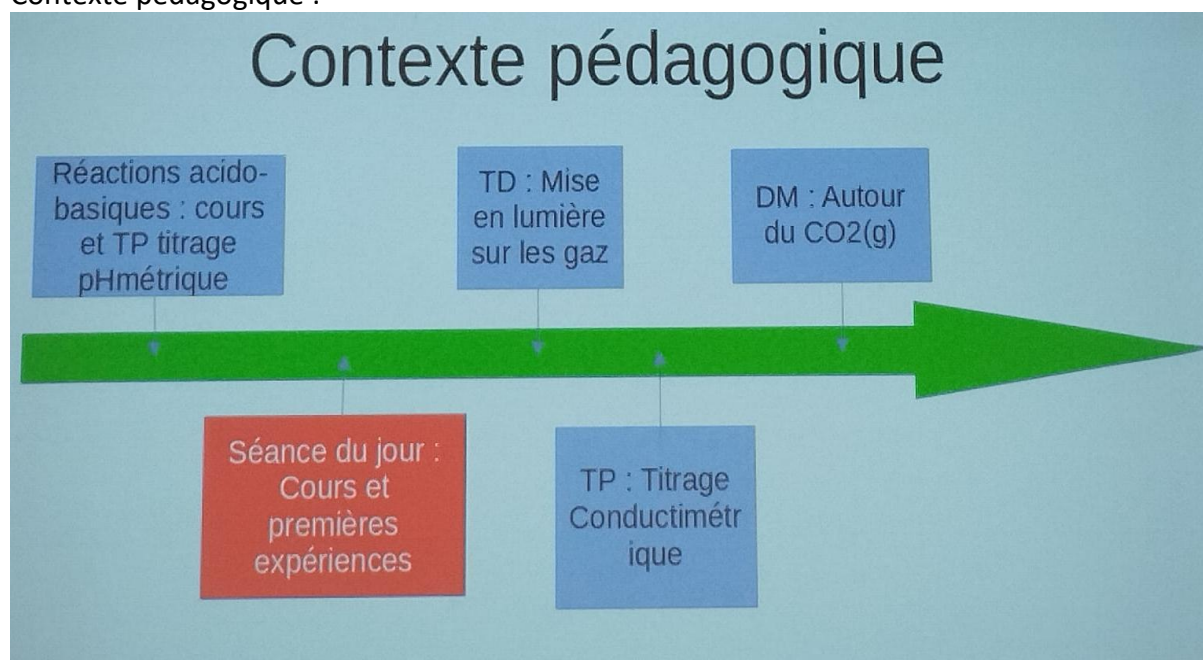 Contexte pédagogique :
Contexte pédagogique
Réactions acido-
basiques : cours
et TP titrage
pHmétrique
TD : Mise
en lumière
sur les gaz
DM : Autour
du CO2(g)
Séance du jour :
Cours et
premières
expériences
TP : Titrage
Conductimétr
ique